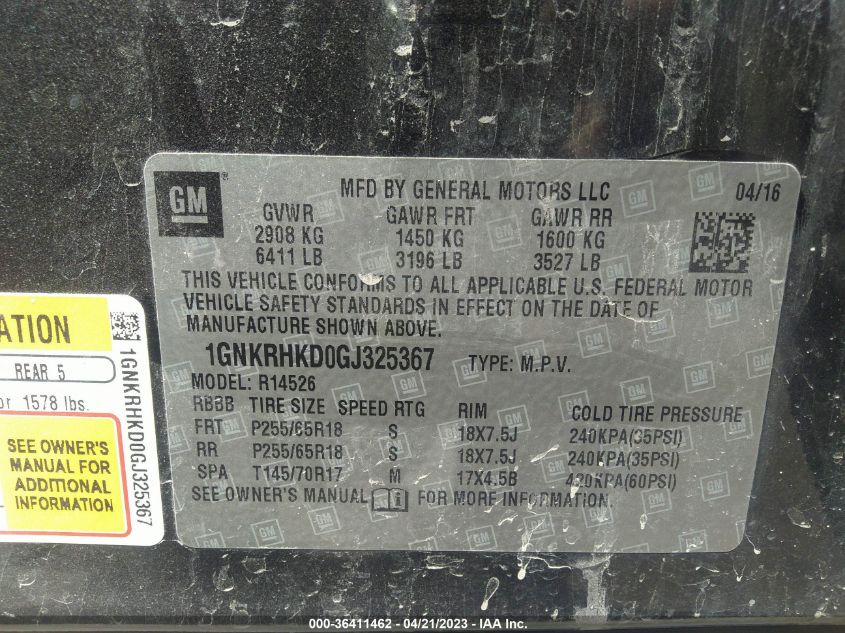 GM
MFD BY GENERAL MOTORS LLC 04/16
GVWR GAWR FRT GAWR RR
2908 KG 1450 KG 1600 KG
6411 LB 3196 LB 3527 LB
THIS VEHICLE CONFORMS TO ALL APPLICABLE U.S. FEDERAL MOTOR
VEHICLE SAFETY STANDARDS IN EFFECT ON THE DATE OF
MANUFACTURE SHOWN ABOVE.
1GNKRHKD0GJ325367 TYPE: M.P.V.
MODEL: R14526
RBBB TIRE SIZE SPEED RTG RIM COLD TIRE PRESSURE
FRT P255/65R18 S 18X7.5J 240KPA(35PSI)
RR P255/65R18 S 18X7.5J 240KPA(35PSI)
SPA T145/70R17 M 17X4.5B 420KPA(60PSI)
SEE OWNER'S MANUAL FOR MORE INFORMATION.
ATION
REAR 5
or 1578 lbs.
SEE OWNER'S
MANUAL FOR
ADDITIONAL
INFORMATION
1GNKRHKD0GJ325367
000-36411462 - 04/21/2023 - IAA Inc.